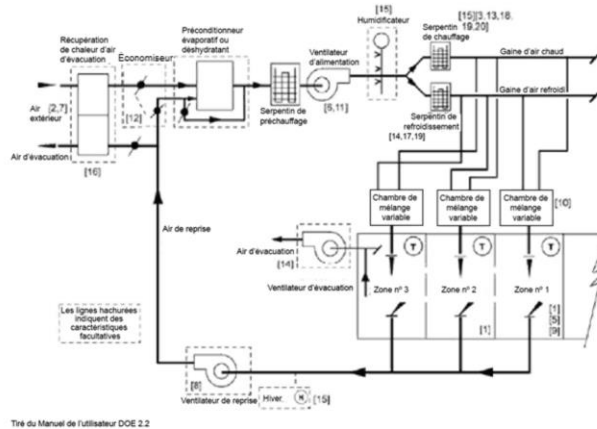 Récupération
de chaleur d'air
d'évacuation
Économiseur
Préconditionneur
évaporatif ou
déshydratant
[15]
Humidificateur
Serpentin
de chauffage
[15][3,13,18.
19,20]
Ventilateur
d'alimentation
Gaine d'air chaud
Gaine d'air refroidi
Air [2,7]
extérieur
[12]
Serpentin de
préchauffage
[6,11]
Serpentin de
refroidissement
[14,17,19]
Air d'évacuation
[16]
Chambre de
mélange
variable
Chambre de
mélange
variable
Chambre de
mélange
variable
[10]
Air de reprise
Air d'évacuation
[14]
T
T
T
Ventilateur d'évacuation
Zone nº 3
Zone nº 2
Zone nº 1
[1]
[1]
[5]
[9]
Les lignes hachurées
indiquent des
caractéristiques
facultatives
[8]
Ventilateur de reprise
Hiver.
H
[15]
Tiré du Manuel de l'utilisateur DOE 2.2